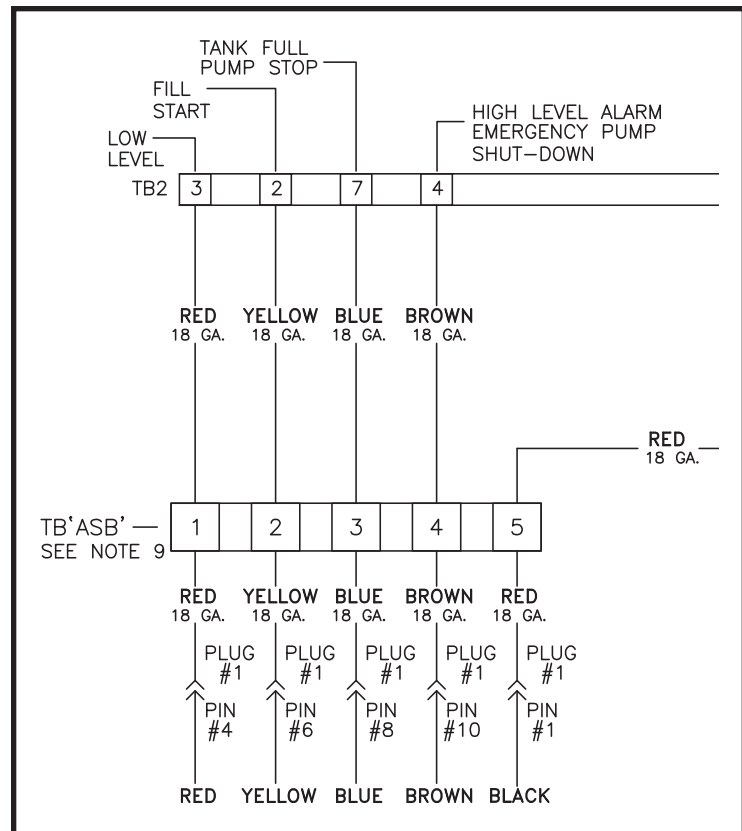 TANK FULL
PUMP STOP
FILL
START
HIGH LEVEL ALARM
EMERGENCY PUMP
SHUT-DOWN
LOW
LEVEL
TB2 3 2 7 4
RED YELLOW BLUE BROWN
18 GA. 18 GA. 18 GA. 18 GA.
RED
18 GA.
TB'ASB' 1 2 3 4 5
SEE NOTE 9
RED YELLOW BLUE BROWN RED
18 GA. 18 GA. 18 GA. 18 GA. 18 GA.
PLUG PLUG PLUG PLUG PLUG
#1 #1 #1 #1 #1
PIN PIN PIN PIN PIN
#4 #6 #8 #10 #1
RED YELLOW BLUE BROWN BLACK